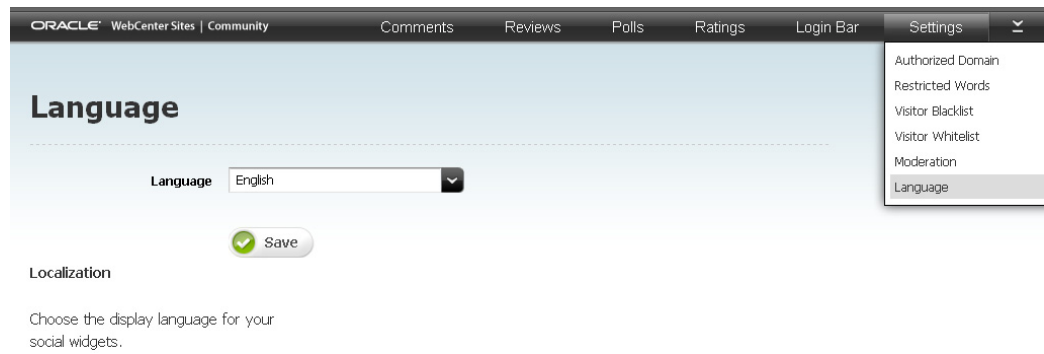 ORACLE WebCenter Sites | Community
Comments
Reviews
Polls
Ratings
Login Bar
Settings
Authorized Domain
Restricted Words
Visitor Blacklist
Visitor Whitelist
Moderation
Language
Language
Language English
Save
Localization
Choose the display language for your
social widgets.